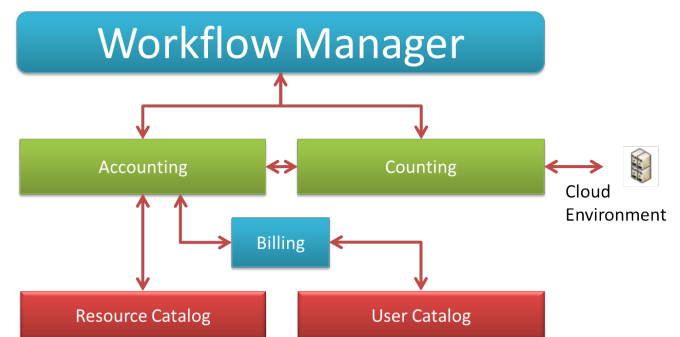 Workflow Manager
Accounting
Counting
Cloud
Environment
Billing
Resource Catalog
User Catalog